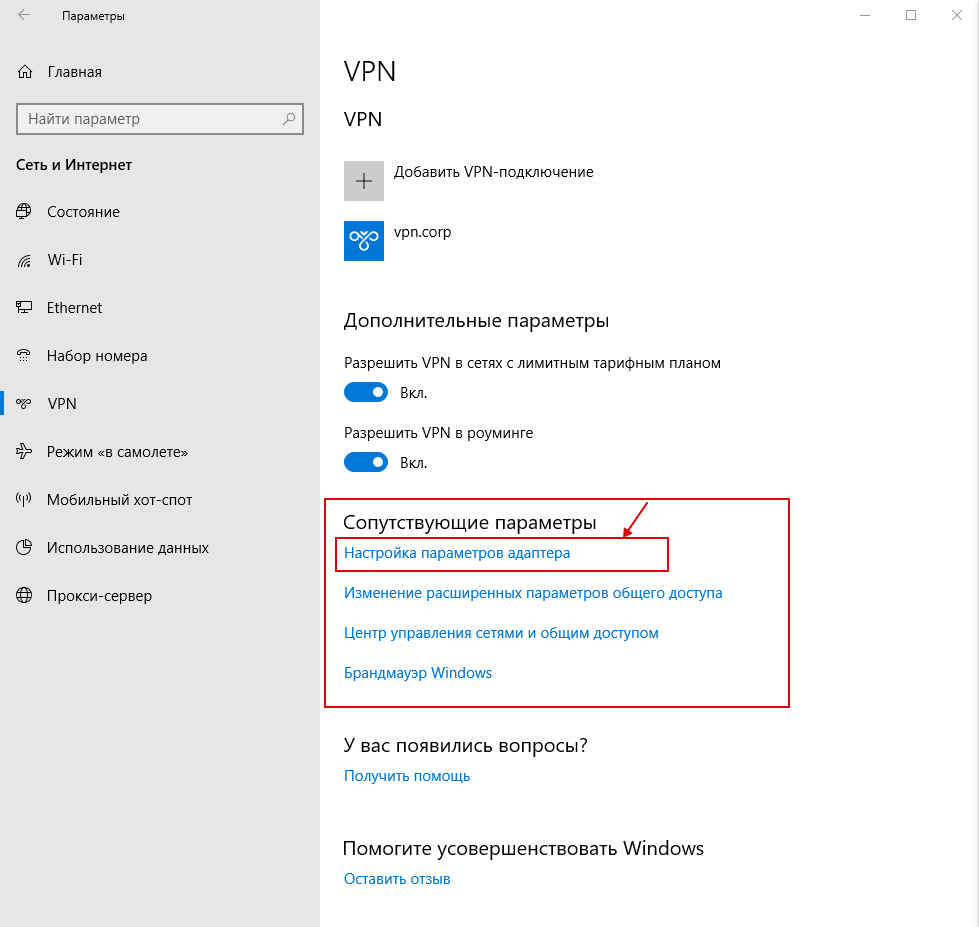 Параметры
Главная
Найти параметр
Сеть и Интернет
Состояние
Wi-Fi
Ethernet
Набор номера
VPN
Режим «в самолете»
Мобильный хот-спот
Использование данных
Прокси-сервер
VPN
VPN
Добавить VPN-подключение
vpn.corp
Дополнительные параметры
Разрешить VPN в сетях с лимитным тарифным планом
Вкл.
Разрешить VPN в роуминге
Вкл.
Сопутствующие параметры
Настройка параметров адаптера
Изменение расширенных параметров общего доступа
Центр управления сетями и общим доступом
Брандмауэр Windows
У вас появились вопросы?
Получить помощь
Помогите усовершенствовать Windows
Оставить отзыв